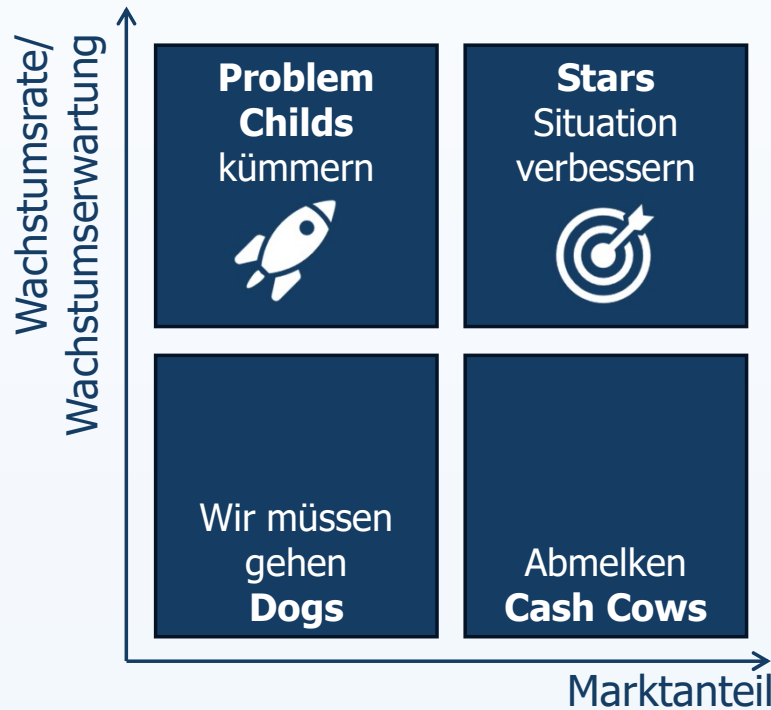 Wachstumsrate/
Wachstumserwartung
Problem
Childs
kümmern
Stars
Situation
verbessern
Wir müssen
gehen
Dogs
Abmelken
Cash Cows
Marktanteil